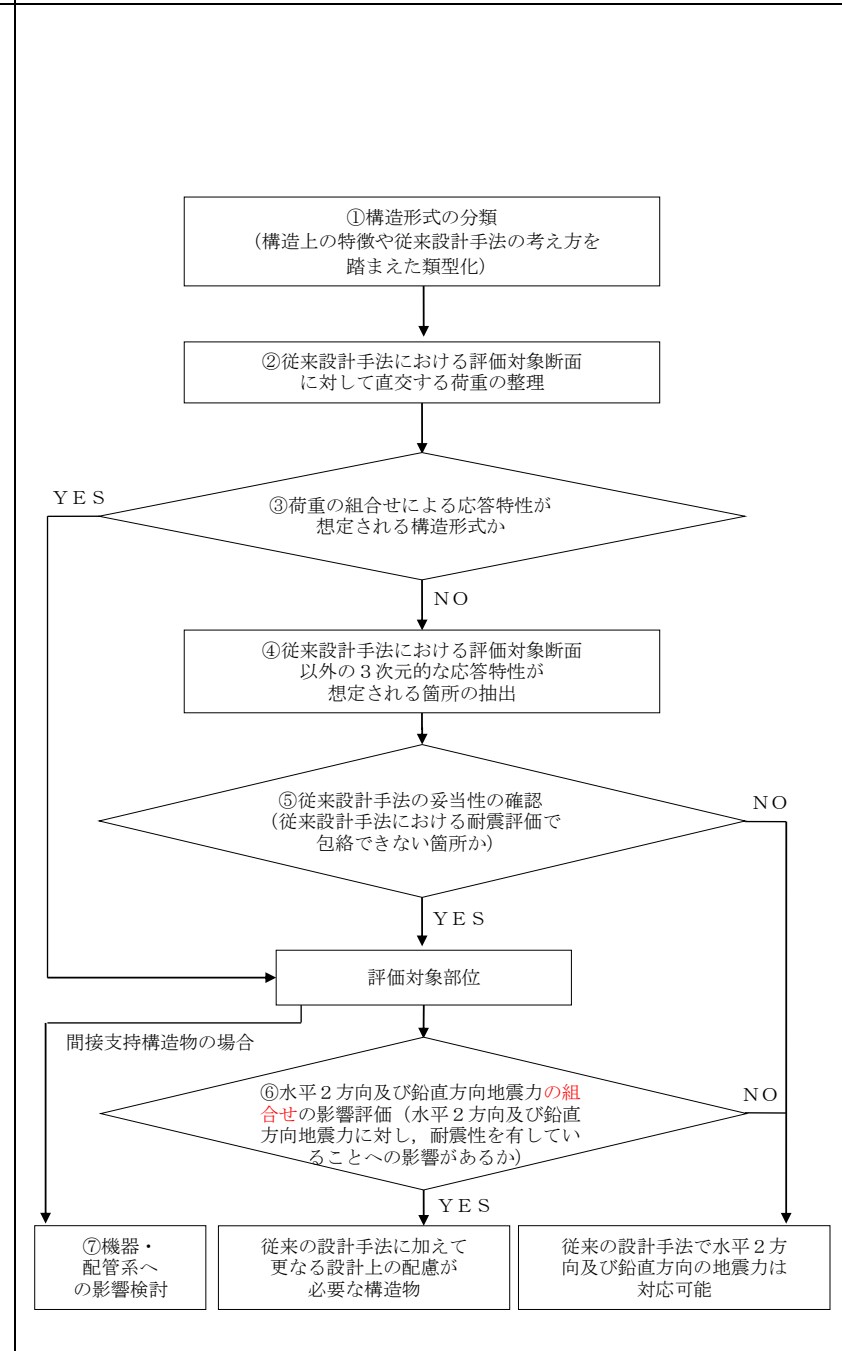 ①構造形式の分類
（構造上の特徴や従来設計手法の考え方を
踏まえた類型化）
②従来設計手法における評価対象断面
に対して直交する荷重の整理
ＹＥＳ
③荷重の組合せによる応答特性が
想定される構造形式か
ＮＯ
④従来設計手法における評価対象断面
以外の３次元的な応答特性が
想定される箇所の抽出
⑤従来設計手法の妥当性の確認
（従来設計手法における耐震評価で
包絡できない箇所か）
ＮＯ
ＹＥＳ
評価対象部位
間接支持構造物の場合
⑥水平２方向及び鉛直方向地震力の組
合せの影響評価（水平２方向及び鉛直
方向地震力に対し，耐震性を有してい
ることへの影響があるか）
ＮＯ
ＹＥＳ
⑦機器・
配管系へ
の影響検討
従来の設計手法に加えて
更なる設計上の配慮が
必要な構造物
従来の設計手法で水平２方
向及び鉛直方向の地震力は
対応可能